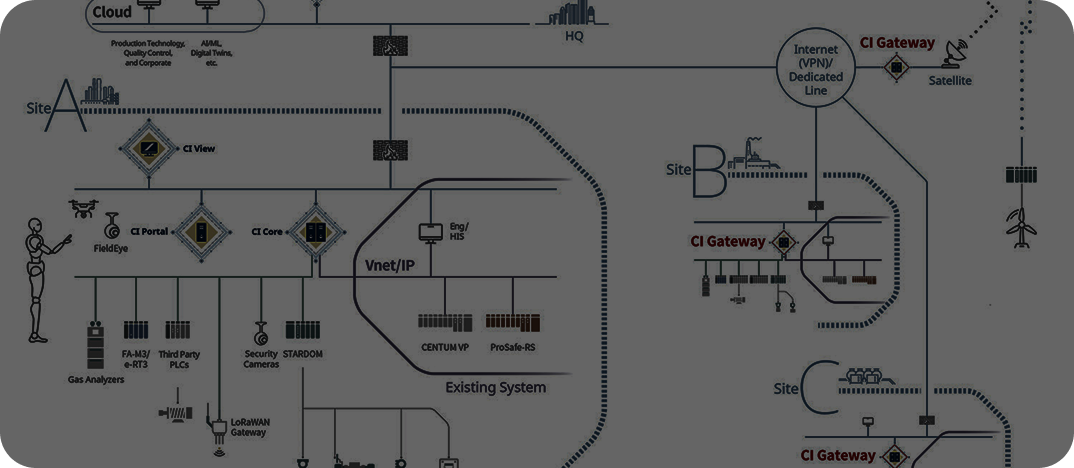 Cloud
Production Technology,
Quality Control,
and Corporate
AI/ML,
Digital Twins,
etc.
HQ
Internet
(VPN)/
Dedicated
Line
CI Gateway
Satellite
Site A
CI View
Site B
FieldEye
CI Portal
CI Core
Eng/
HIS
CI Gateway
Vnet/IP
CENTUM VP
ProSafe-RS
FA-M3/
e-RT3
Third Party
PLCs
Security
Cameras
STARDOM
Gas Analyzers
Existing System
Site C
LoRaWAN
Gateway
CI Gateway